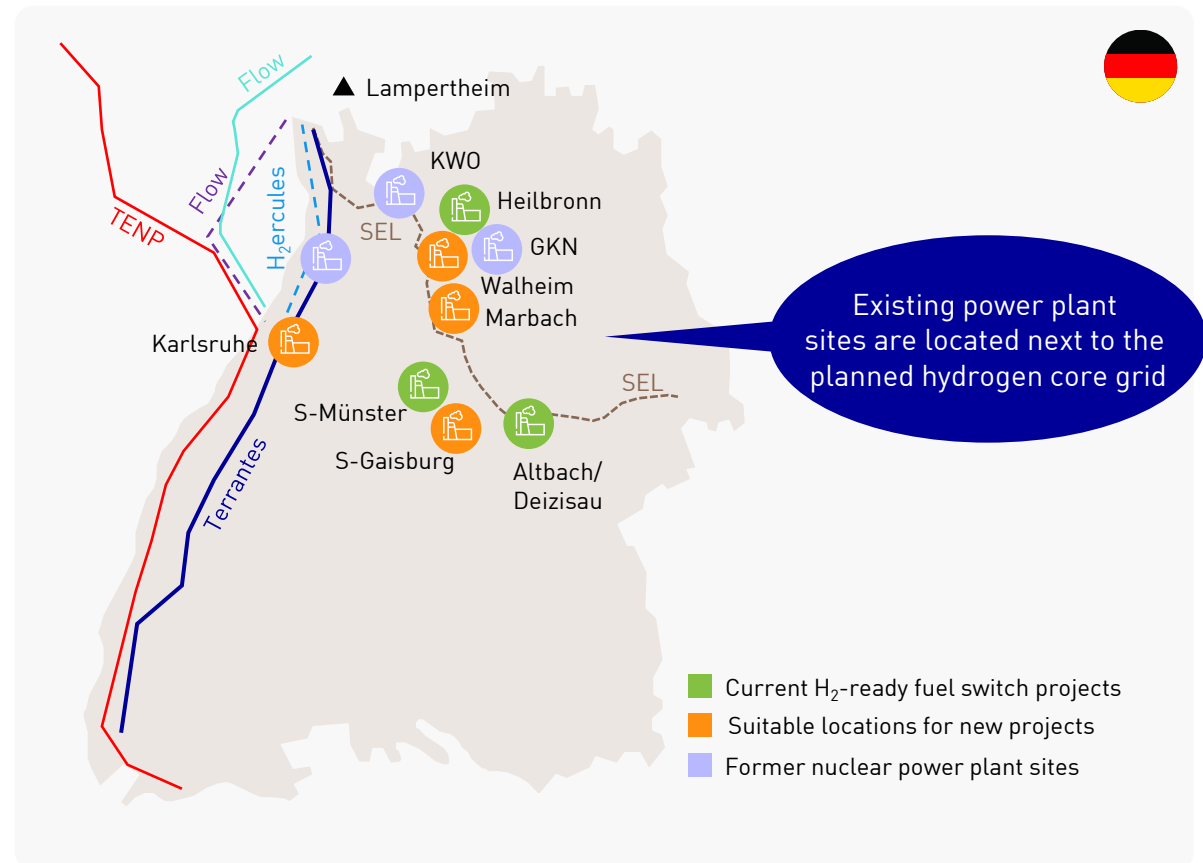 Flow
Lampertheim
KWO
Flow
H₂ercules
Heilbronn
TENP
SEL
GKN
Walheim
Marbach
Existing power plant
sites are located next to the
planned hydrogen core grid
Karlsruhe
SEL
S-Münster
S-Gaisburg
Terrantes
Altbach/
Deizisau
Current H₂-ready fuel switch projects
Suitable locations for new projects
Former nuclear power plant sites